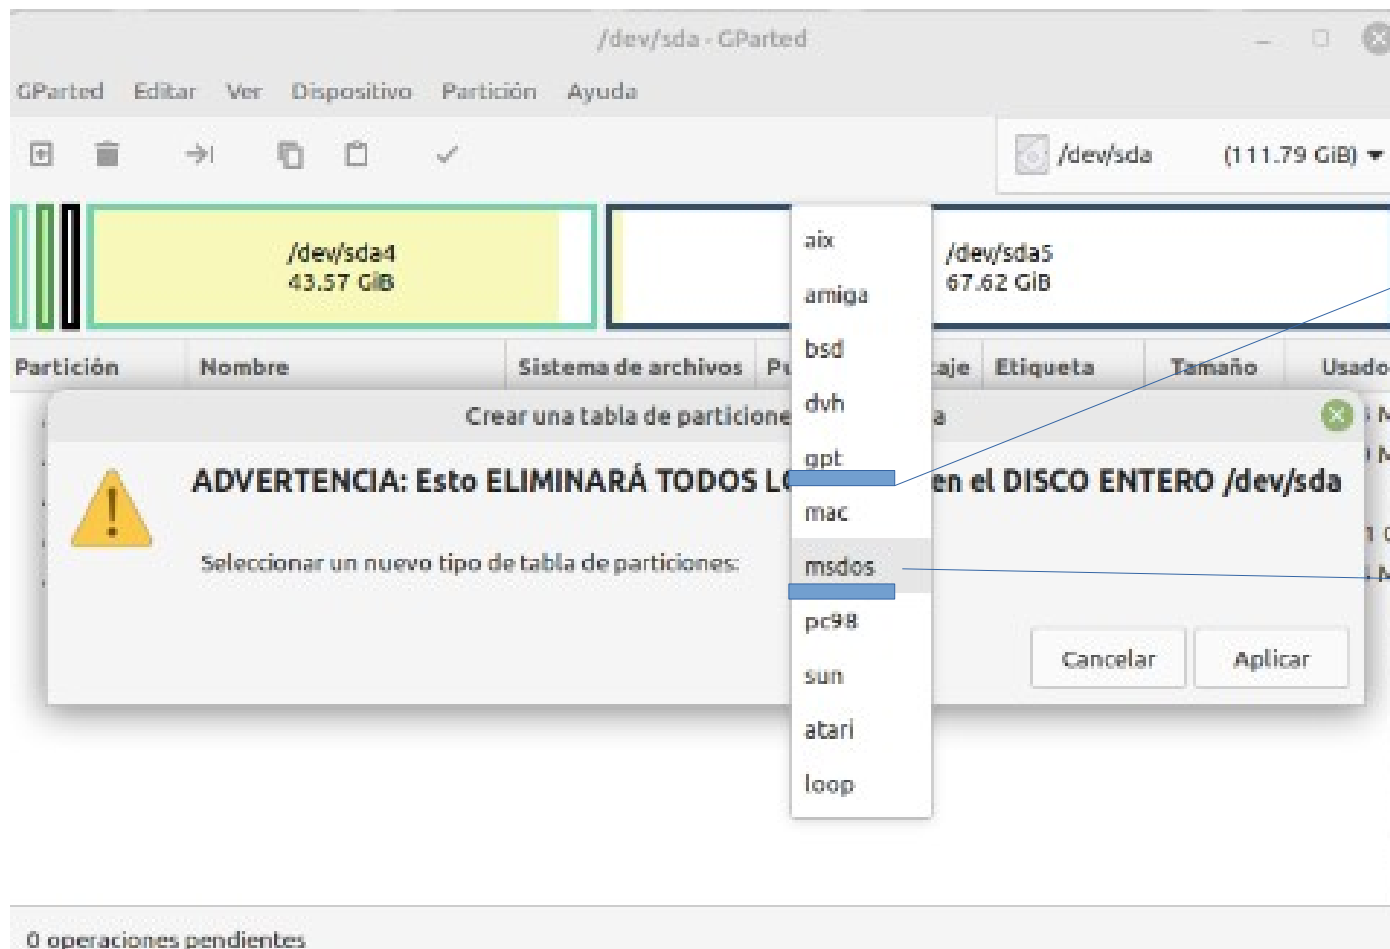 /dev/sda - GParted
GParted Editar Ver Dispositivo Partición Ayuda
/dev/sda (111.79 GiB)
/dev/sda4
43.57 GiB
/dev/sda5
67.62 GiB
Partición Nombre Sistema de archivos Etiqueta Tamaño Usado
Crear una tabla de
ADVERTENCIA: Esto ELIMINARÁ TODOS en el DISCO ENTERO /dev/sda
Seleccionar un nuevo tipo de tabla de particiones:
aix
amiga
bsd
dvh
gpt
mac
msdos
pc98
sun
atari
loop
Cancelar Aplicar
0 operaciones pendientes